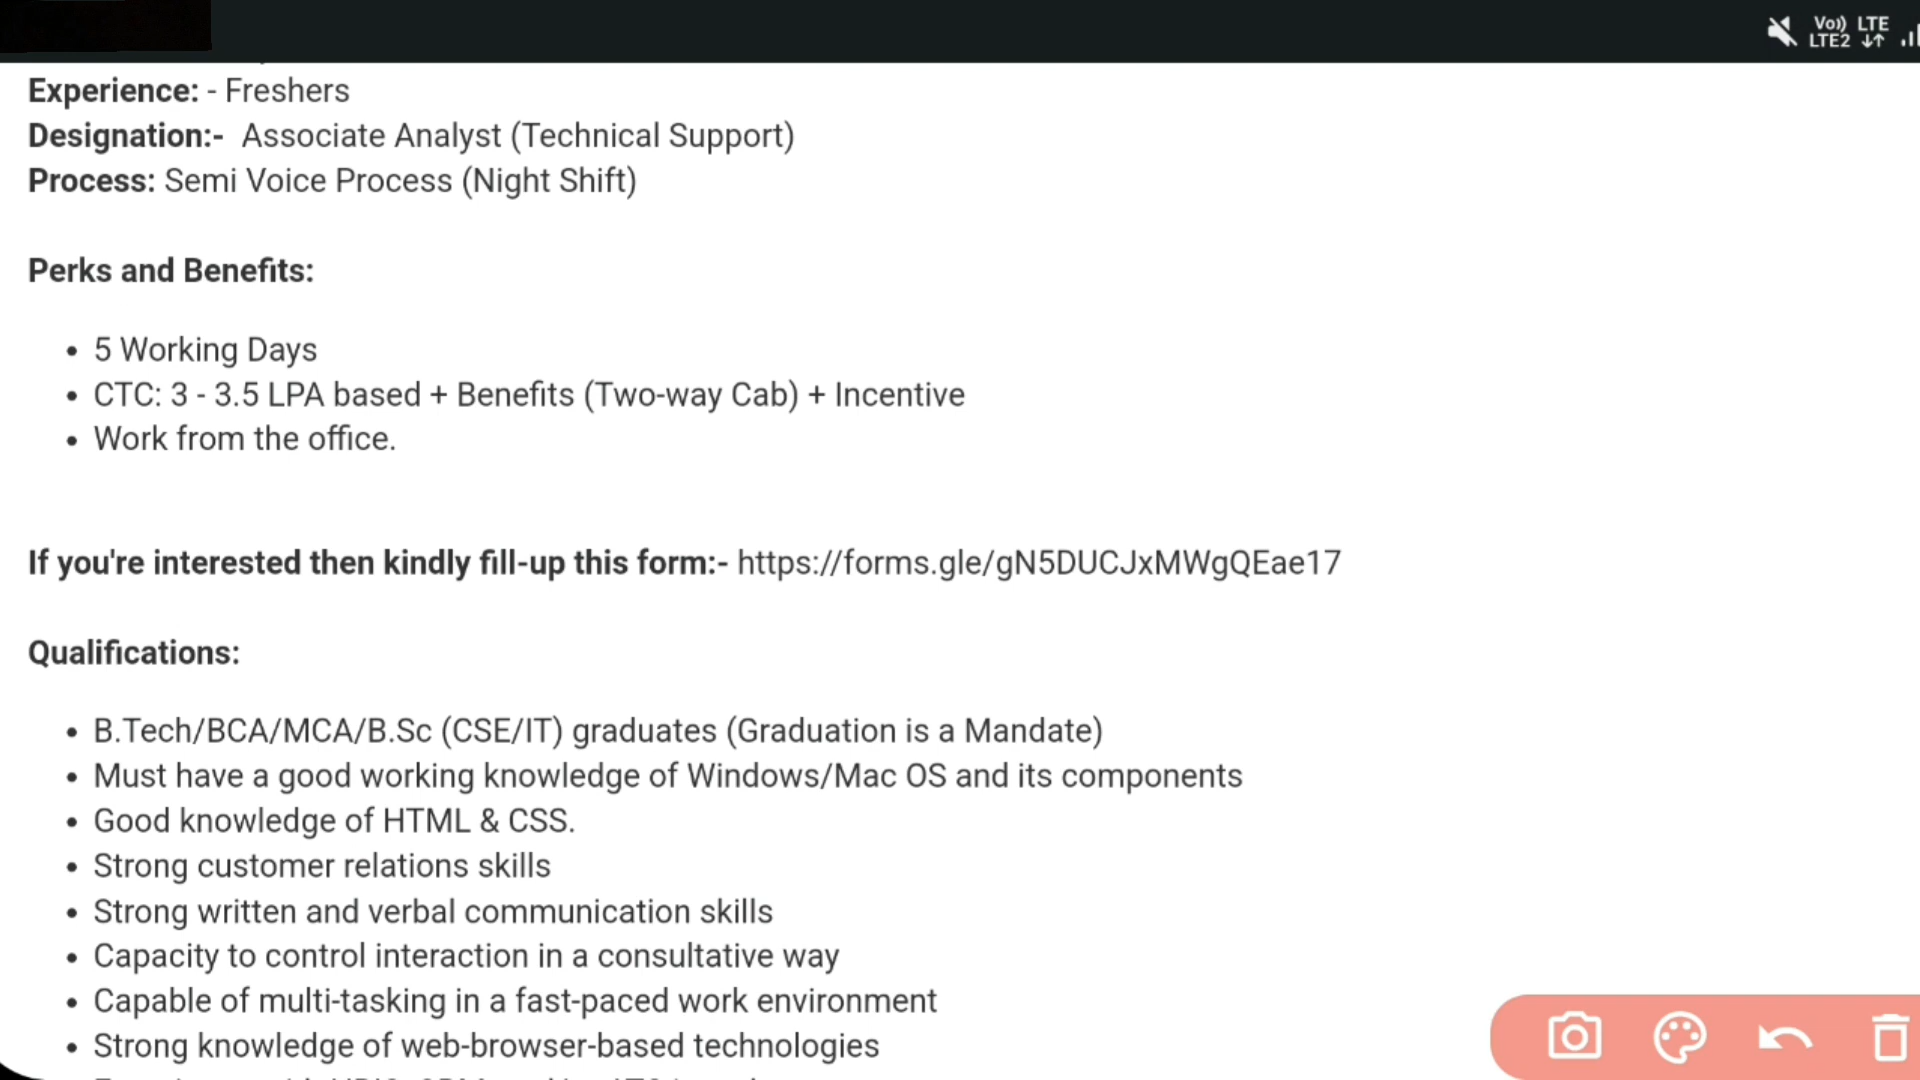 Vo)) LTE
LTE2
Experience: - Freshers
Designation:- Associate Analyst (Technical Support)
Process: Semi Voice Process (Night Shift)
Perks and Benefits:
• 5 Working Days
• CTC: 3 - 3.5 LPA based + Benefits (Two-way Cab) + Incentive
• Work from the office.
If you're interested then kindly fill-up this form:- https://forms.gle/gN5DUCJxMWgQEae17
Qualifications:
• B.Tech/BCA/MCA/B.Sc (CSE/IT) graduates (Graduation is a Mandate)
• Must have a good working knowledge of Windows/Mac OS and its components
• Good knowledge of HTML & CSS.
• Strong customer relations skills
• Strong written and verbal communication skills
• Capacity to control interaction in a consultative way
• Capable of multi-tasking in a fast-paced work environment
• Strong knowledge of web-browser-based technologies